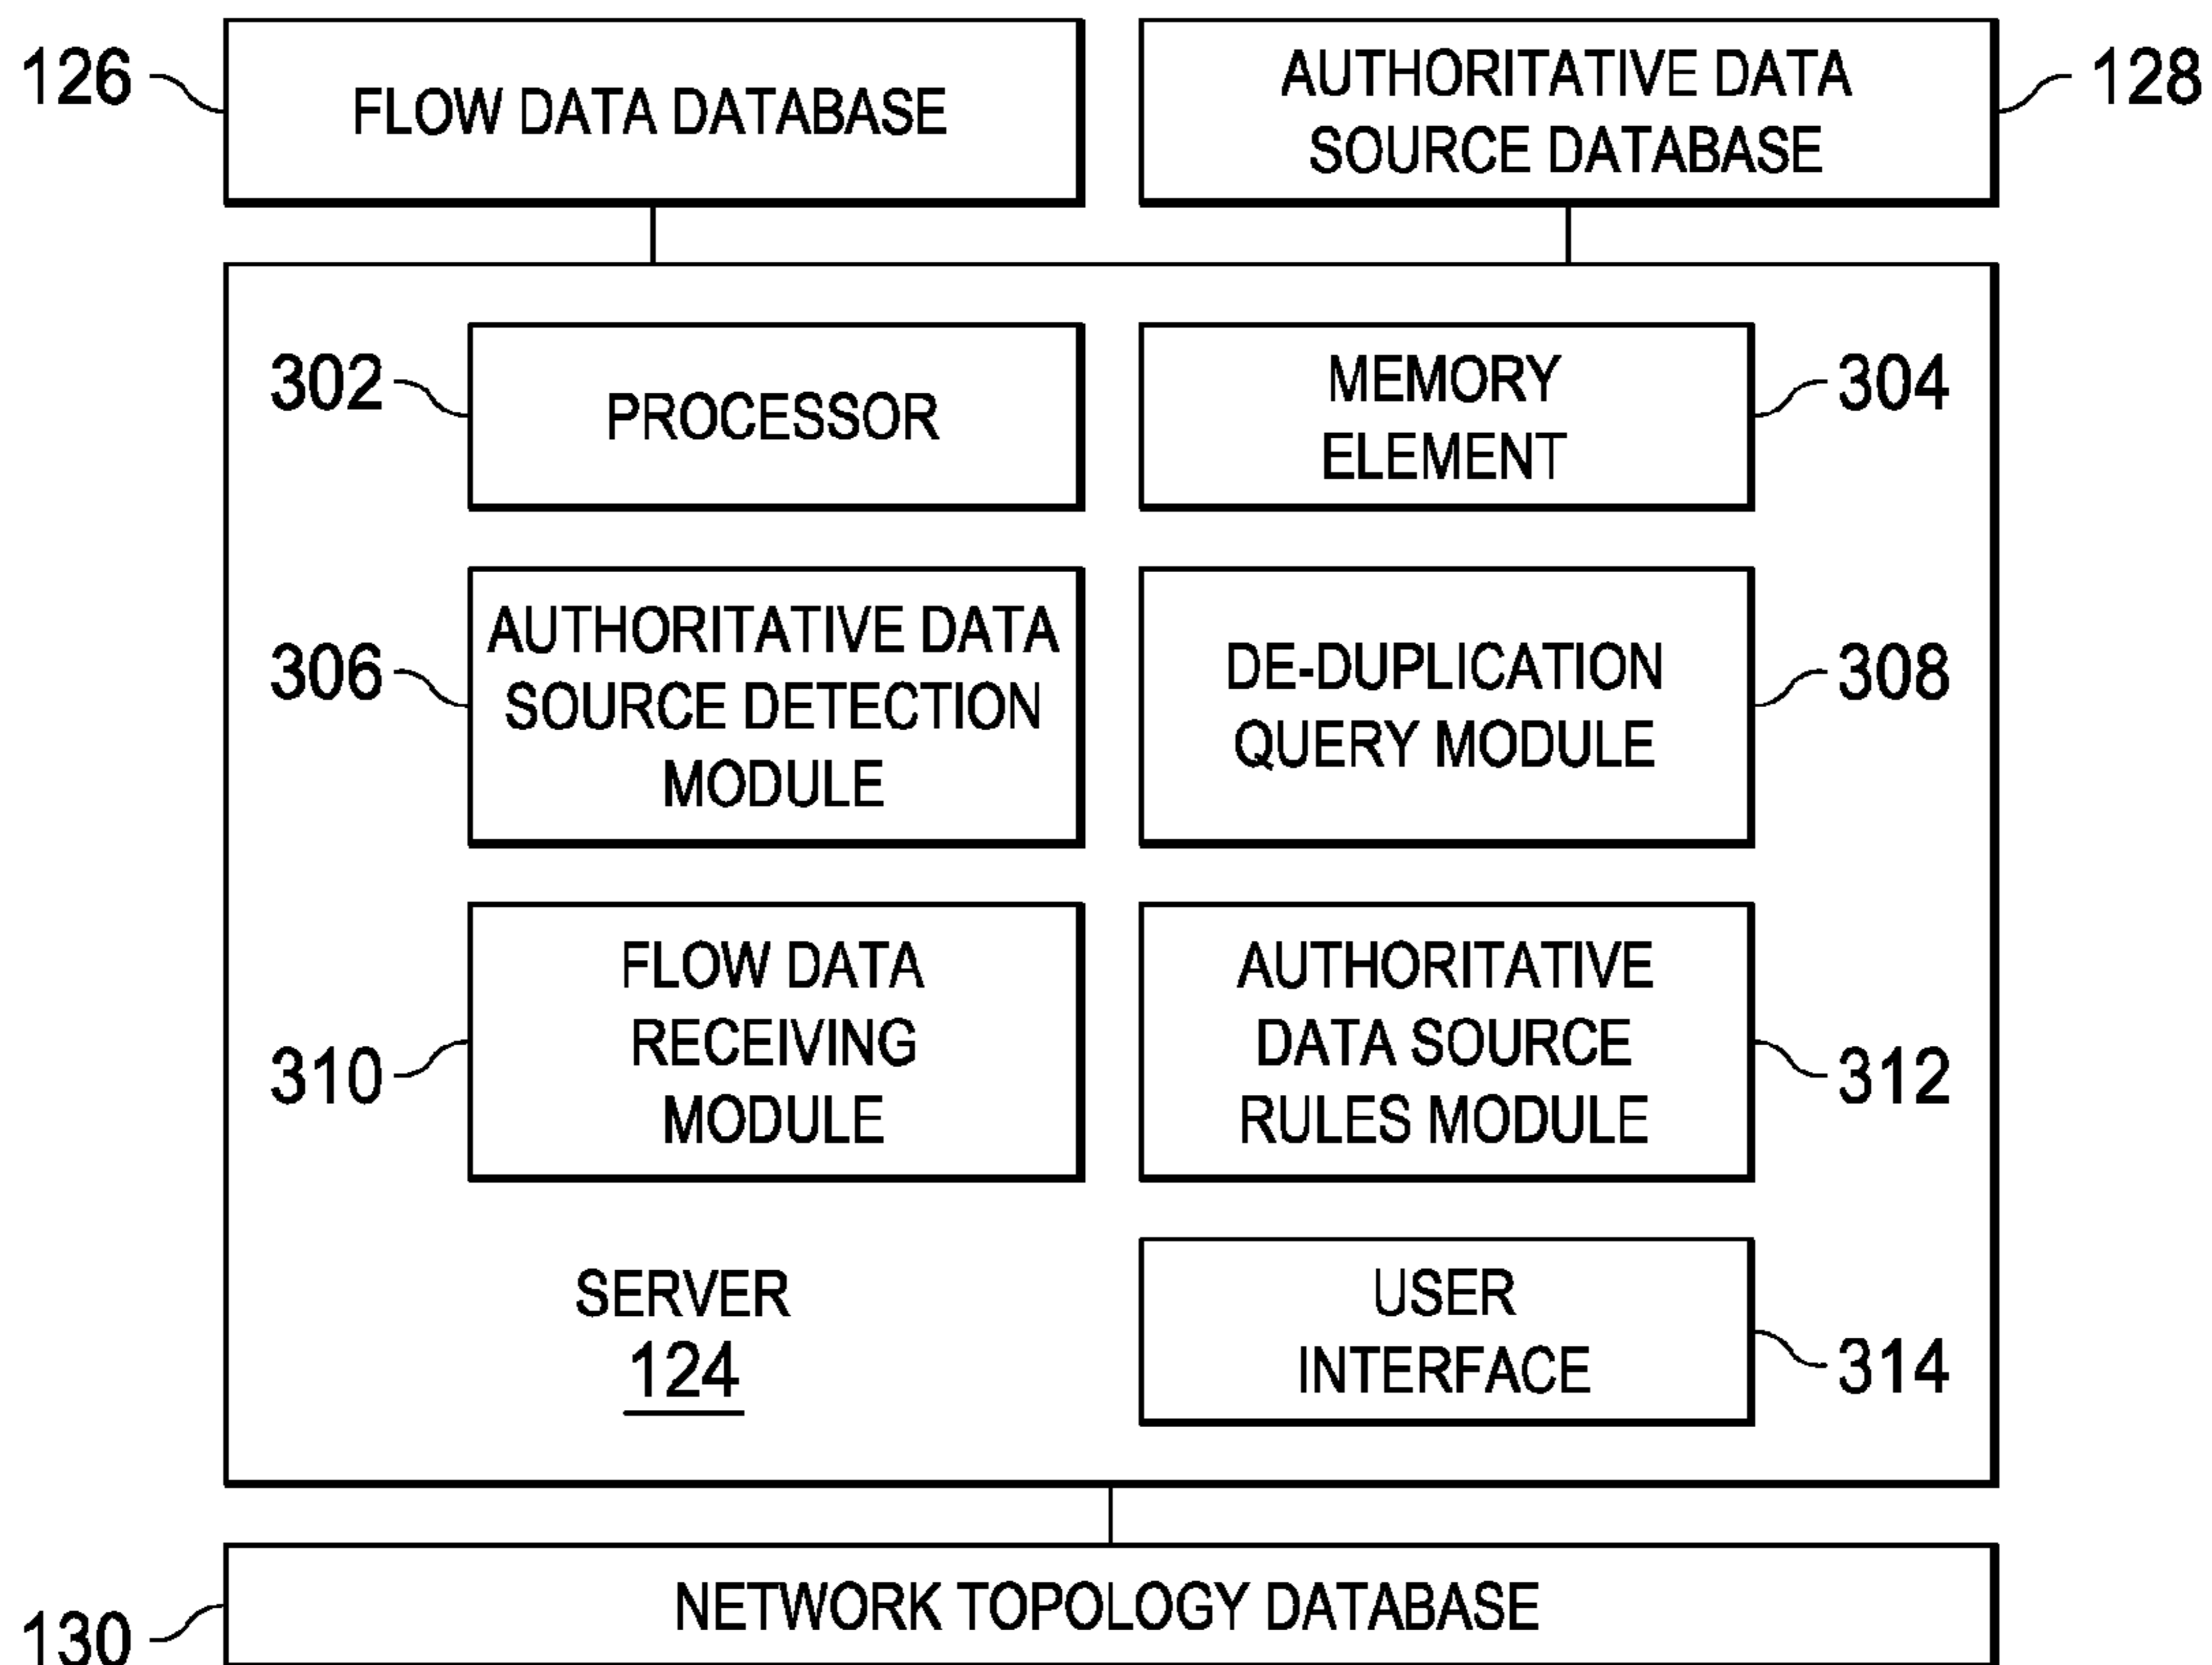 126
FLOW DATA DATABASE
AUTHORITATIVE DATA
SOURCE DATABASE
128
302
PROCESSOR
MEMORY
ELEMENT
304
306
AUTHORITATIVE DATA
SOURCE DETECTION
MODULE
DE-DUPLICATION
QUERY MODULE
308
310
FLOW DATA
RECEIVING
MODULE
AUTHORITATIVE
DATA SOURCE
RULES MODULE
312
SERVER
124
USER
INTERFACE
314
130
NETWORK TOPOLOGY DATABASE